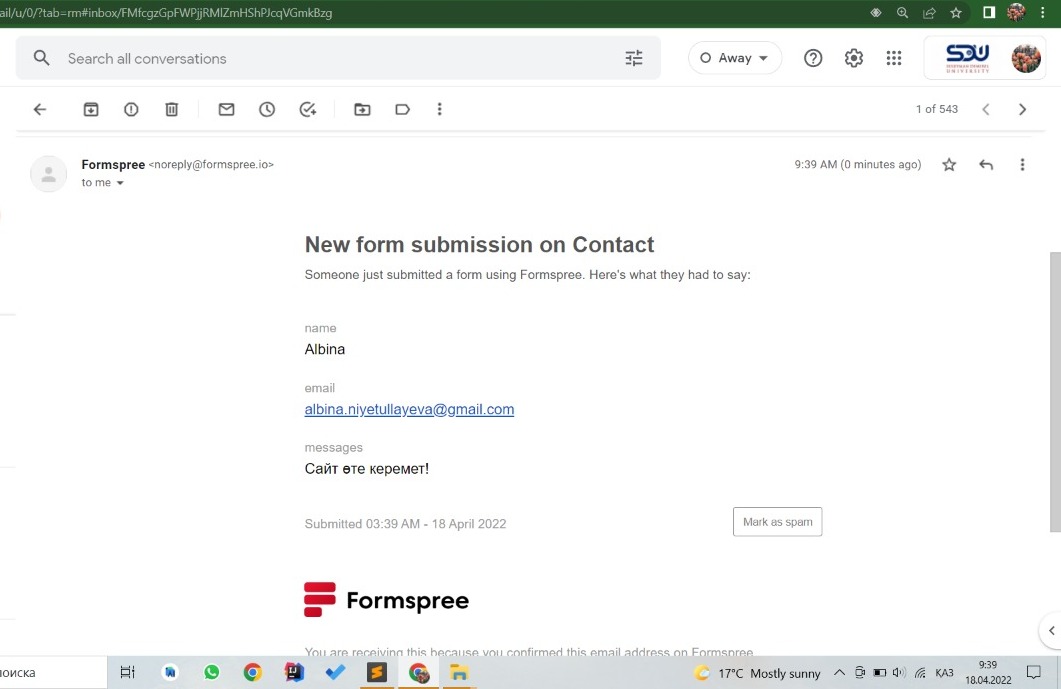 ail/u/0/?tab=rm#inbox/FMfcgzGpFWPjjRMlZmHShPJcqVGmkBzg
Search all conversations
Away
SDU
UNIVERSITY
1 of 543
Formspree <noreply@formspree.io>
9:39 AM (0 minutes ago)
to me
New form submission on Contact
Someone just submitted a form using Formspree. Here's what they had to say:
name
Albina
email
albina.niyetullayeva@gmail.com
messages
Сайт өте керемет!
Submitted 03:39 AM - 18 April 2022
Mark as spam
Formspree
You are receiving this because you confirmed this email address on Formspree
поиска
17°C Mostly sunny
ҚАЗ
9:39
18.04.2022